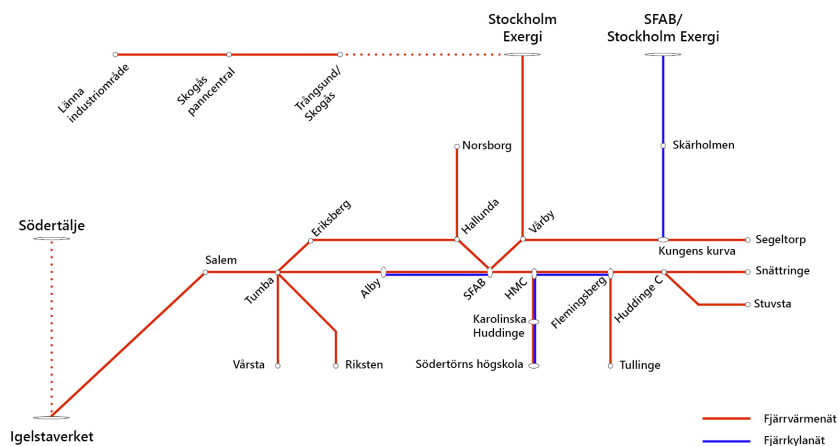 Stockholm
Exergi
SFAB/
Stockholm Exergi
Länna
industriområde
Skogås
panncentral
Trångsund/
Skogås
Norsborg
Skärholmen
Södertälje
Eriksberg
Hallunda
Vårby
Kungens kurva
Segeltorp
Salem
Tumba
Alby
SFAB
HMC
Flemingsberg
Huddinge C
Snättringe
Stuvsta
Karolinska
Huddinge
Vårsta
Riksten
Södertörns högskola
Tullinge
Igelstaverket
Fjärrvärmenät
Fjärrkylanät